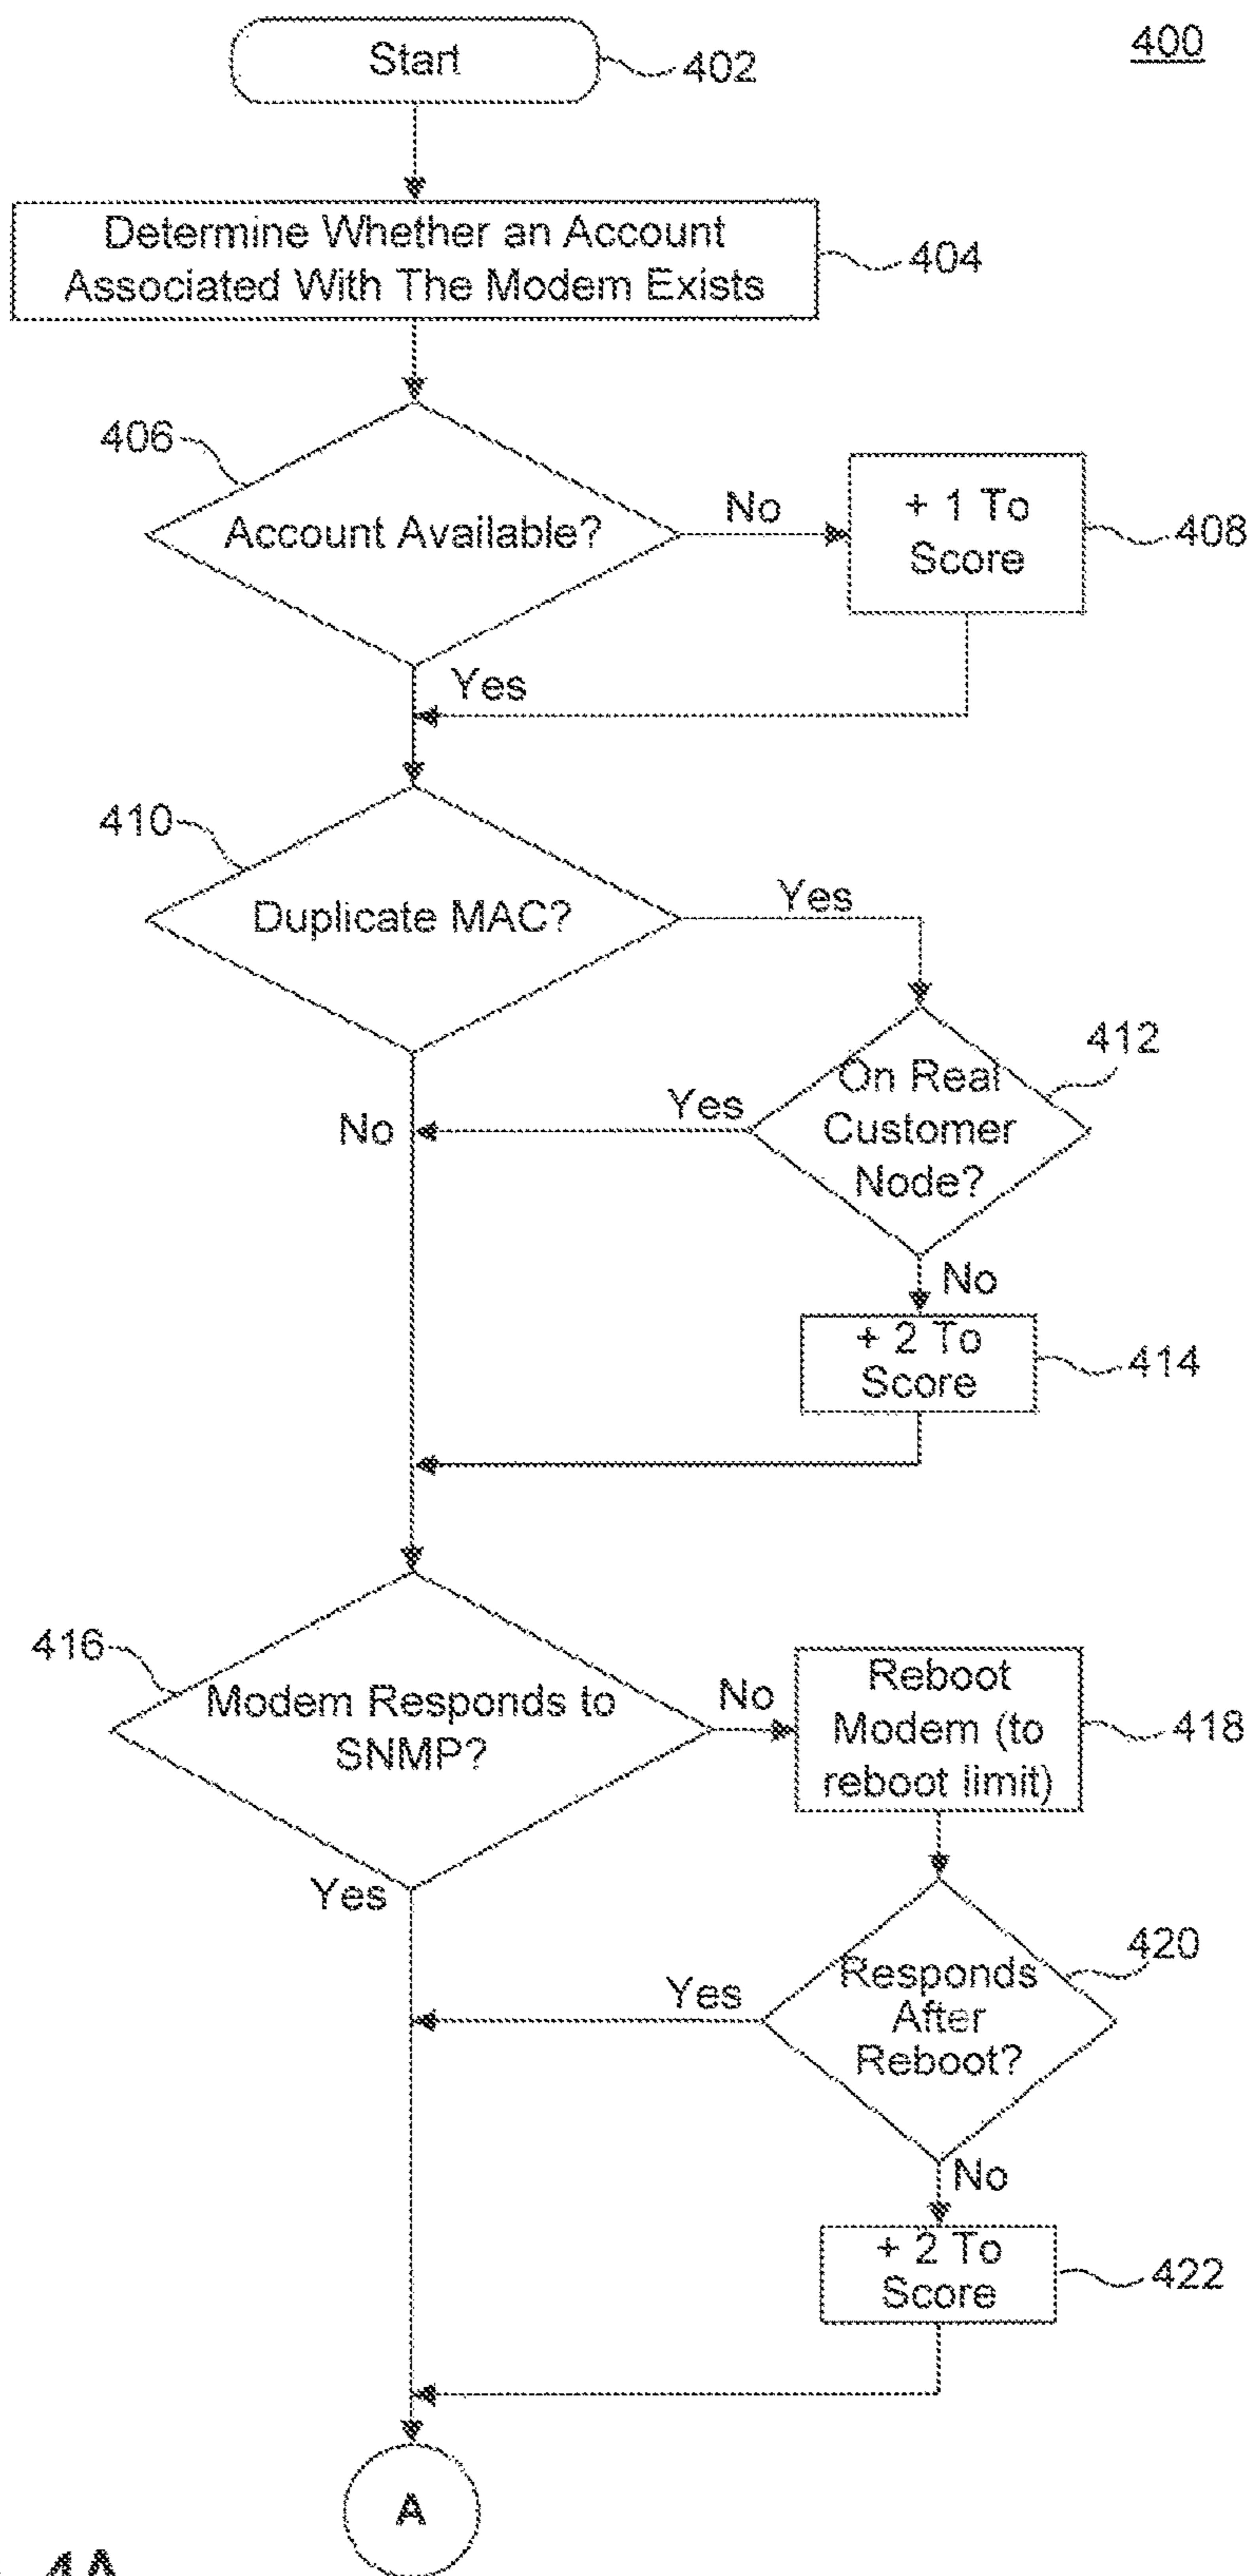 400
Start
402
Determine Whether an Account
Associated With The Modem Exists
404
406
Account Available?
No
+ 1 To
Score
408
Yes
410
Duplicate MAC?
Yes
On Real
Customer
Node?
412
Yes
No
No
+ 2 To
Score
414
416
Modem Responds to
SNMP?
No
Reboot
Modem (to
reboot limit)
418
Yes
Responds
After
Reboot?
420
Yes
No
+ 2 To
Score
422
A
4A